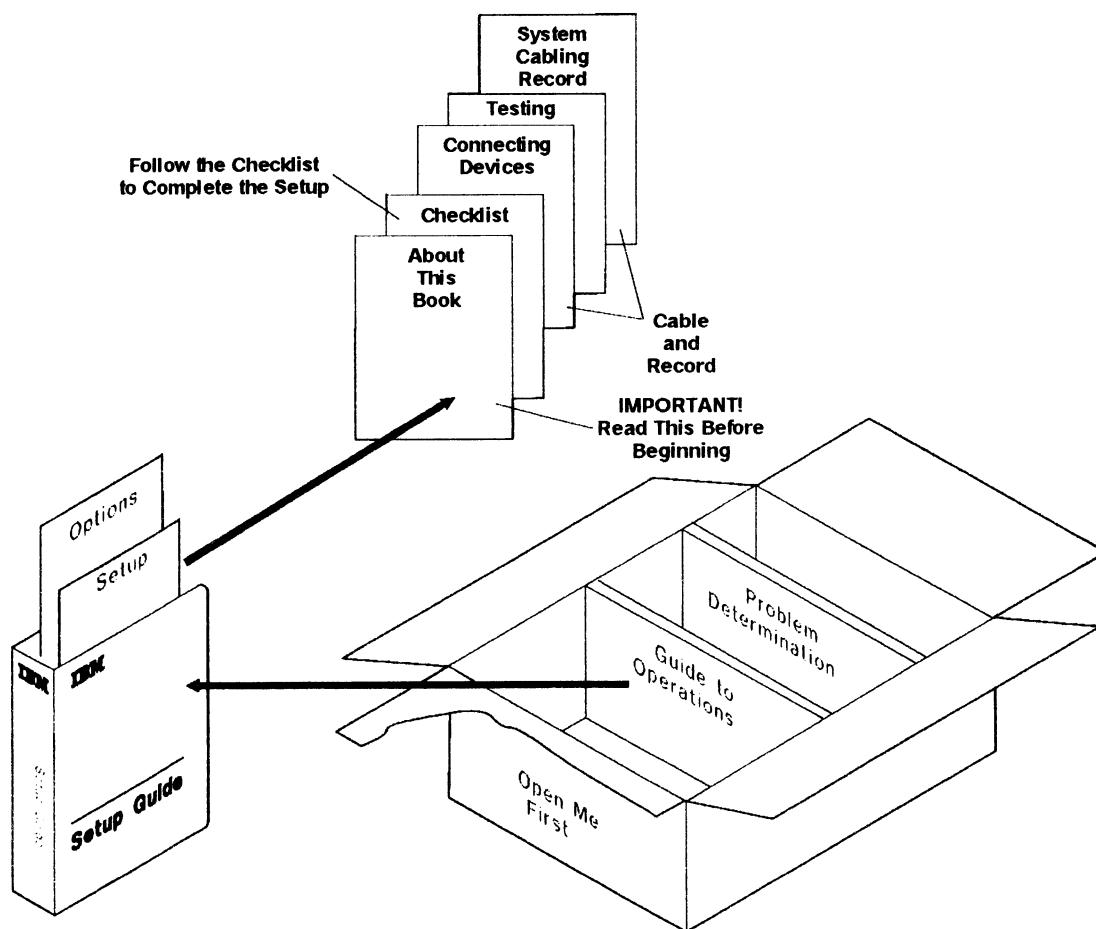 System
Cabling
Record
Testing
Connecting
Devices
Follow the Checklist
to Complete the Setup
Checklist
About
This
Book
Cable
and
Record
IMPORTANT!
Read This Before
Beginning
Options
Setup
Problem
Determination
Guide to
Operations
IBM
IBM
Setup Guide
Open Me
First